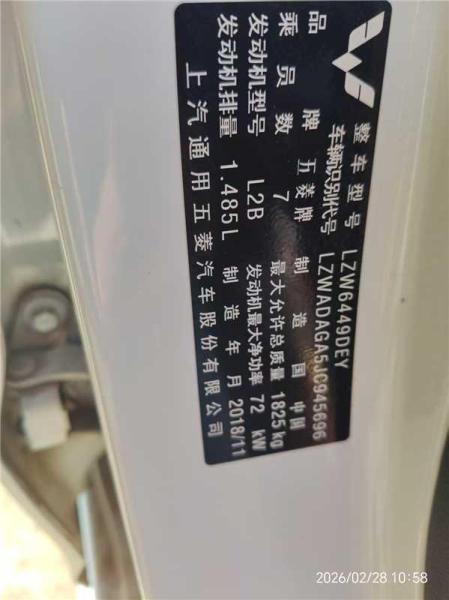 整车型号 LZW6449DEY
车辆识别代号 LZWADAGA5JC945696
品牌 五菱牌 制造国 中国
乘员数 7 最大允许总质量 1825kg
发动机型号 L2B 发动机最大净功率 72 kW
发动机排量 1.485L 制造年月 2018/11
上汽通用五菱汽车股份有限公司
2026/02/28 10:58